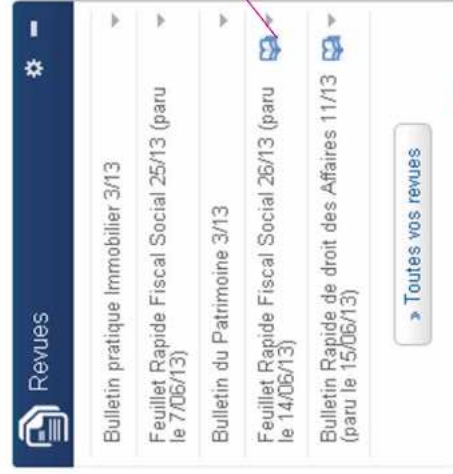 Revues
Bulletin pratique Immobilier 3/13
Feuillet Rapide Fiscal Social 25/13 (paru
le 7/06/13)
Bulletin du Patrimoine 3/13
Feuillet Rapide Fiscal Social 26/13 (paru
le 14/06/13)
Bulletin Rapide de droit des Affaires 11/13
(paru le 15/06/13)
» Toutes vos revues